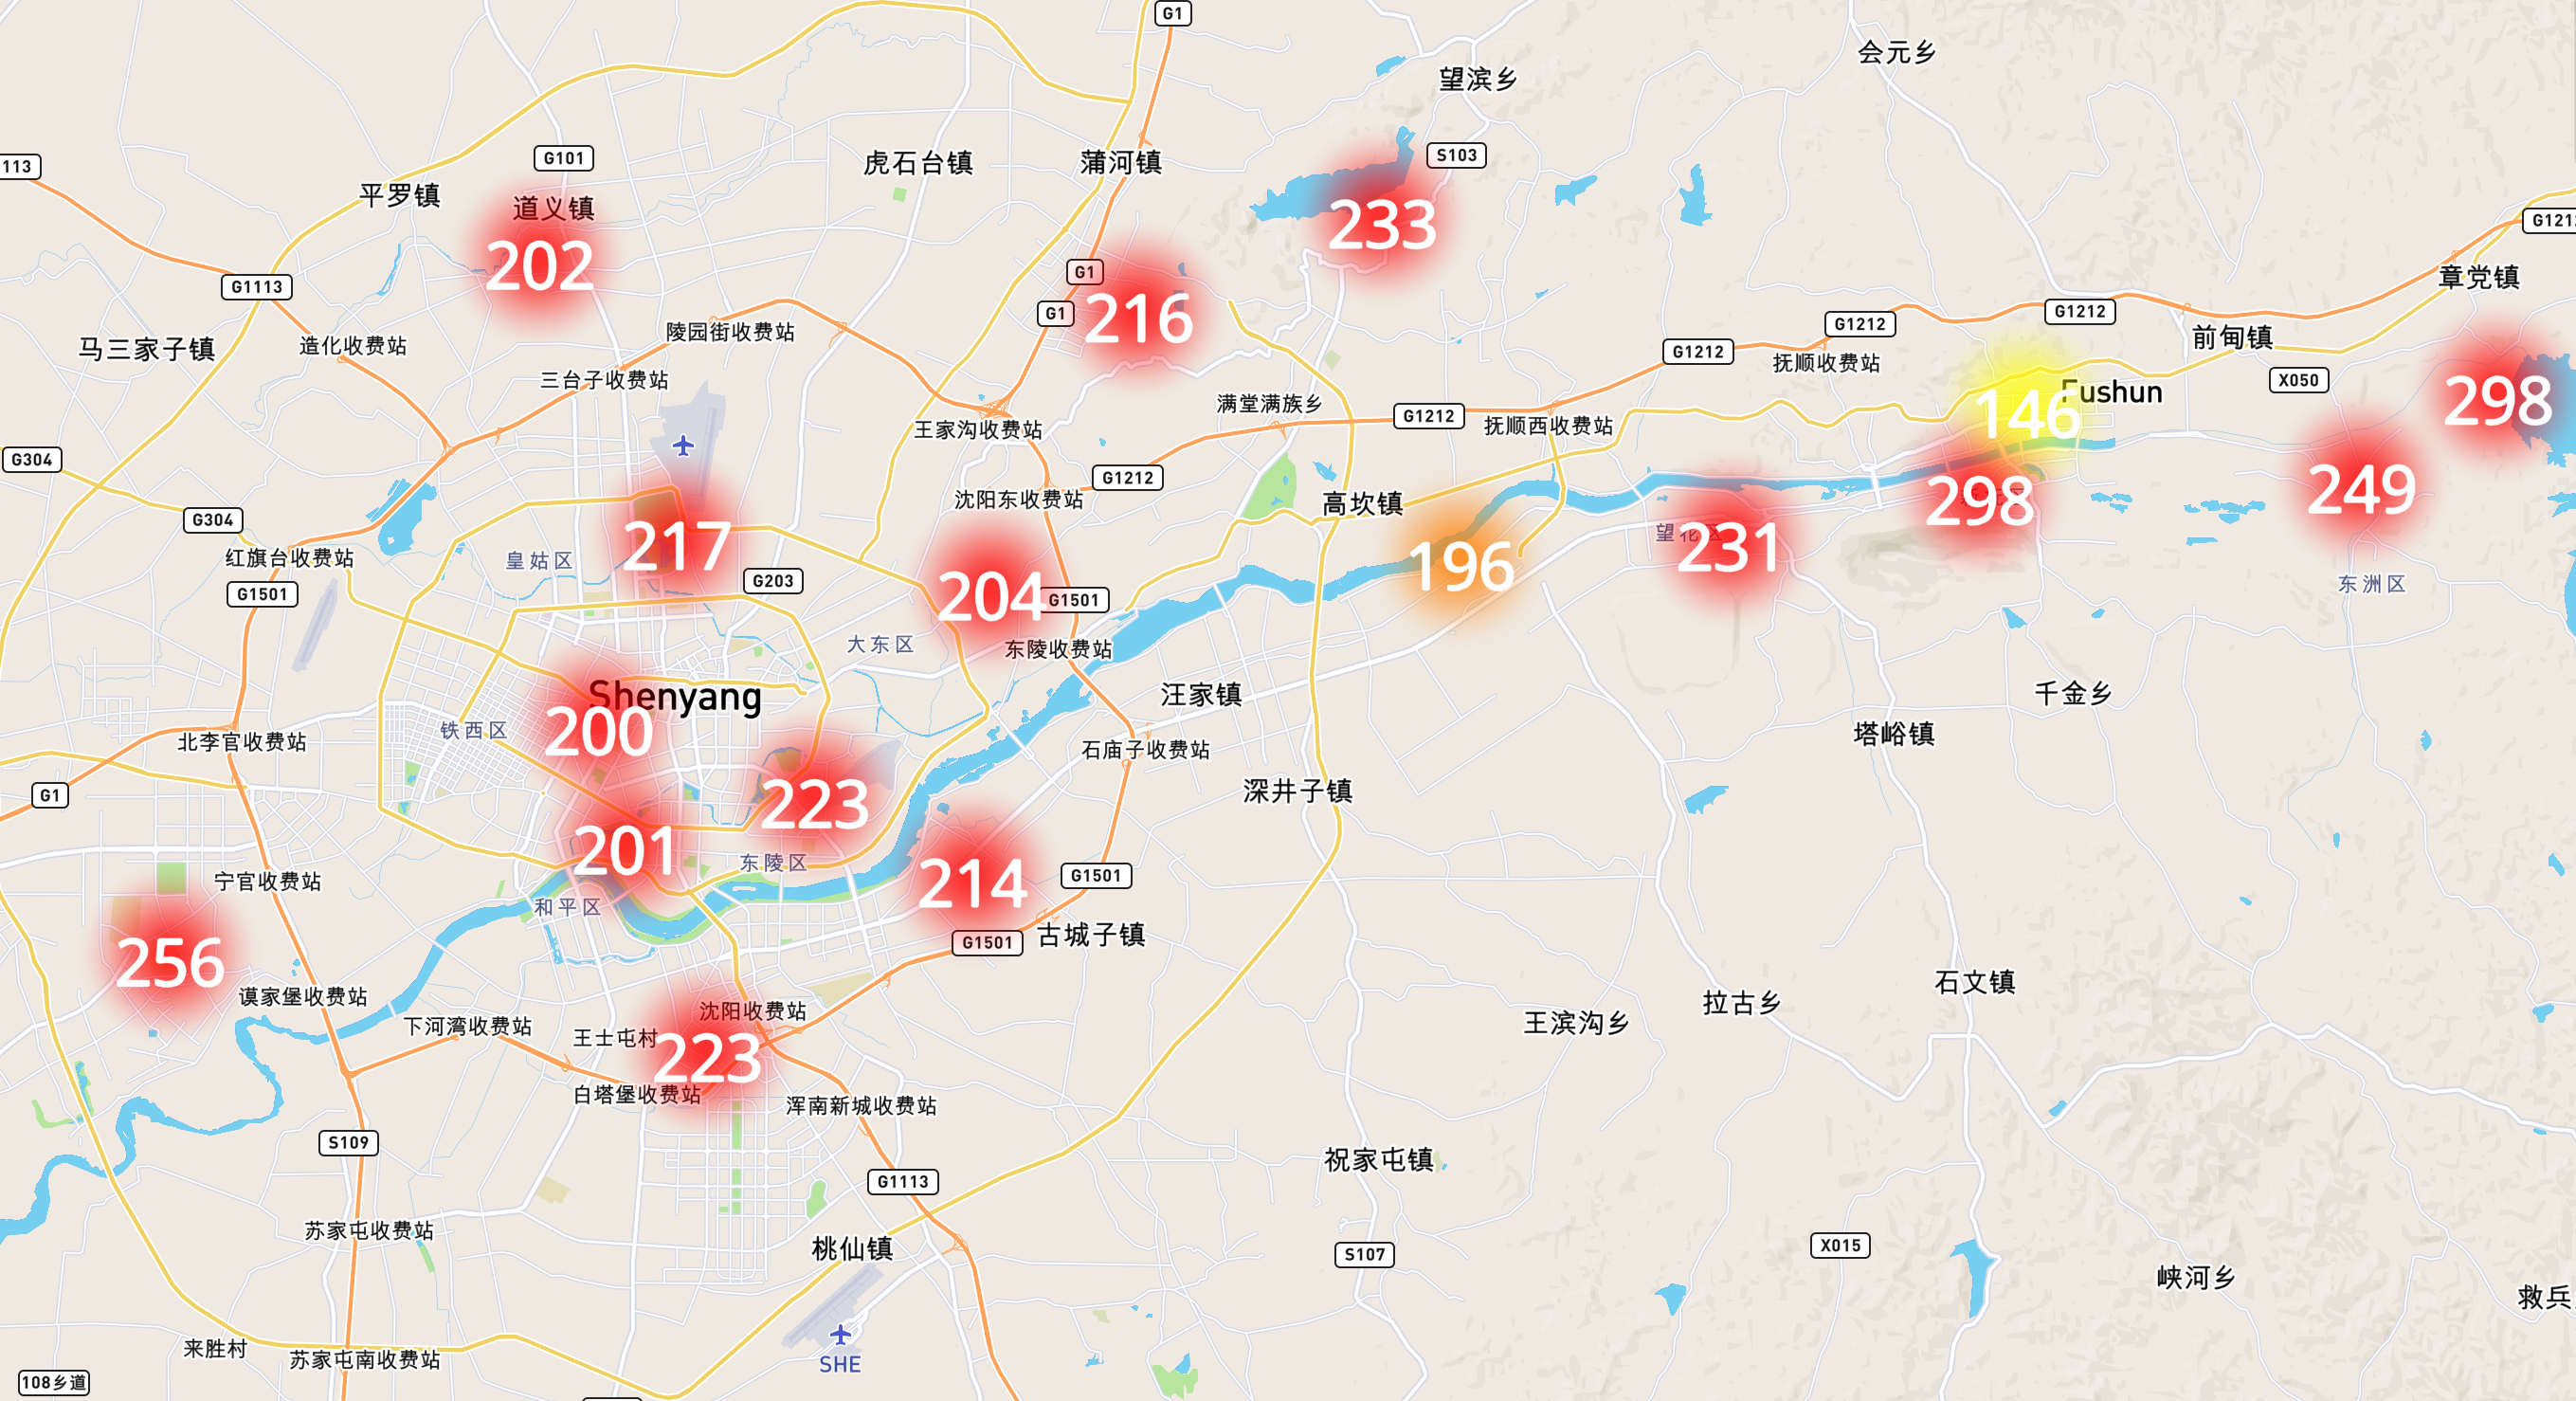 G1
会元乡
望滨乡
G101
虎石台镇
蒲河镇
S103
113
平罗镇
道义镇
233
G121
202
G1
章党镇
G1113
G1
216
G1212
G1212
陵园街收费站
前甸镇
马三家子镇
造化收费站
G1212
抚顺收费站
三台子收费站
X050
Fushun
298
146
满堂满族乡
G1212
抚顺西收费站
王家沟收费站
G304
G1212
249
沈阳东收费站
高坎镇
298
G304
217
望花区
231
红旗台收费站
皇姑区
196
G203
东洲区
G1501
204
G1501
大东区
东陵收费站
Shenyang
汪家镇
千金乡
200
铁西区
北李官收费站
石庙子收费站
塔峪镇
G1
223
深井子镇
201
东陵区
宁官收费站
214
G1501
和平区
古城子镇
G1501
256
石文镇
谟家堡收费站
沈阳收费站
拉古乡
下河湾收费站
王士屯村
王滨沟乡
223
白塔堡收费站
浑南新城收费站
S109
祝家屯镇
G1113
苏家屯收费站
桃仙镇
S107
X015
峡河乡
救兵
来胜村
苏家屯南收费站
SHE
108乡道